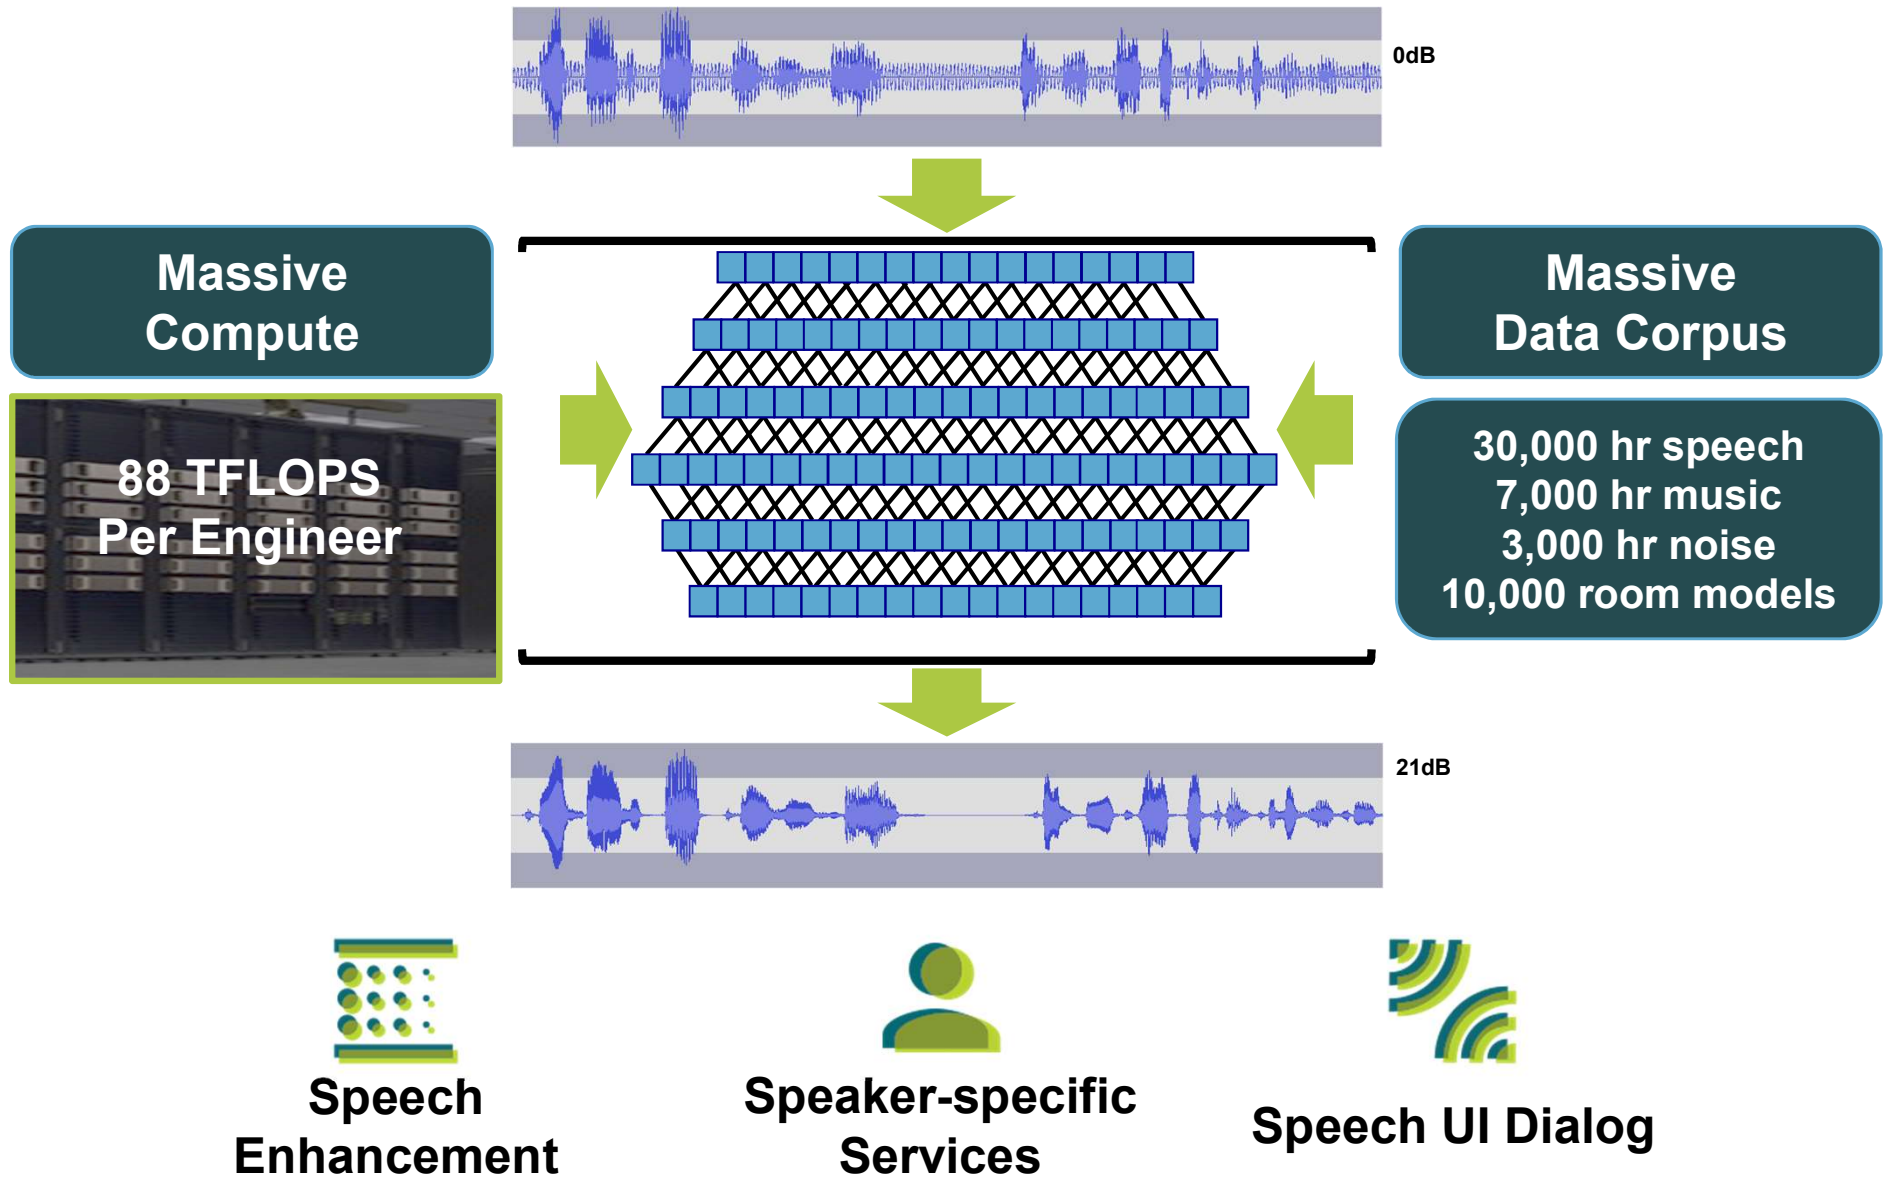 0dB
Massive
Compute
88 TFLOPS
Per Engineer
Massive
Data Corpus
30,000 hr speech
7,000 hr music
3,000 hr noise
10,000 room models
21dB
Speech
Enhancement
Speaker-specific
Services
Speech UI Dialog